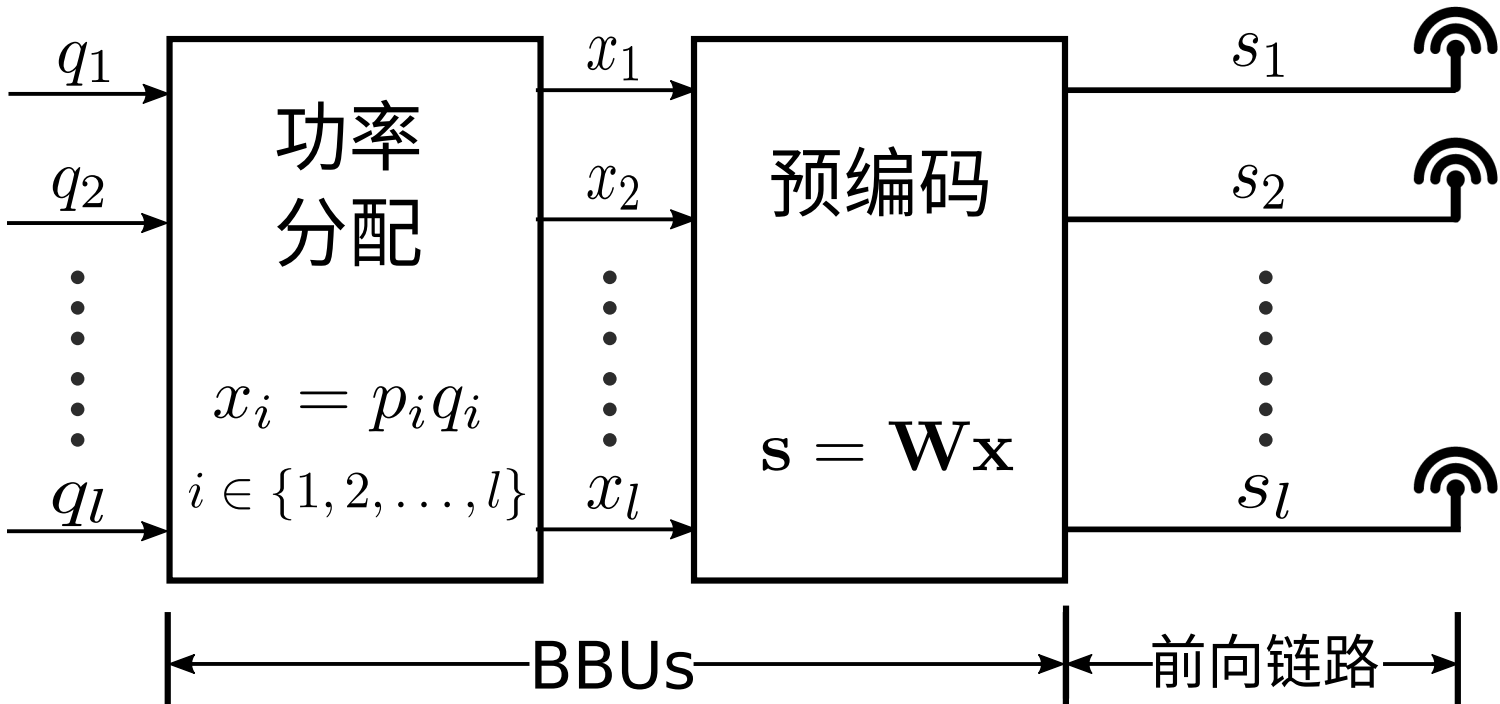 q₁ x₁ s₁
功率
分配
预编码
q₂ x₂ s₂
xᵢ = pᵢqᵢ
s = Wx
i ∈ {1, 2, . . . , l}
qₗ xₗ sₗ
BBUs 前向链路